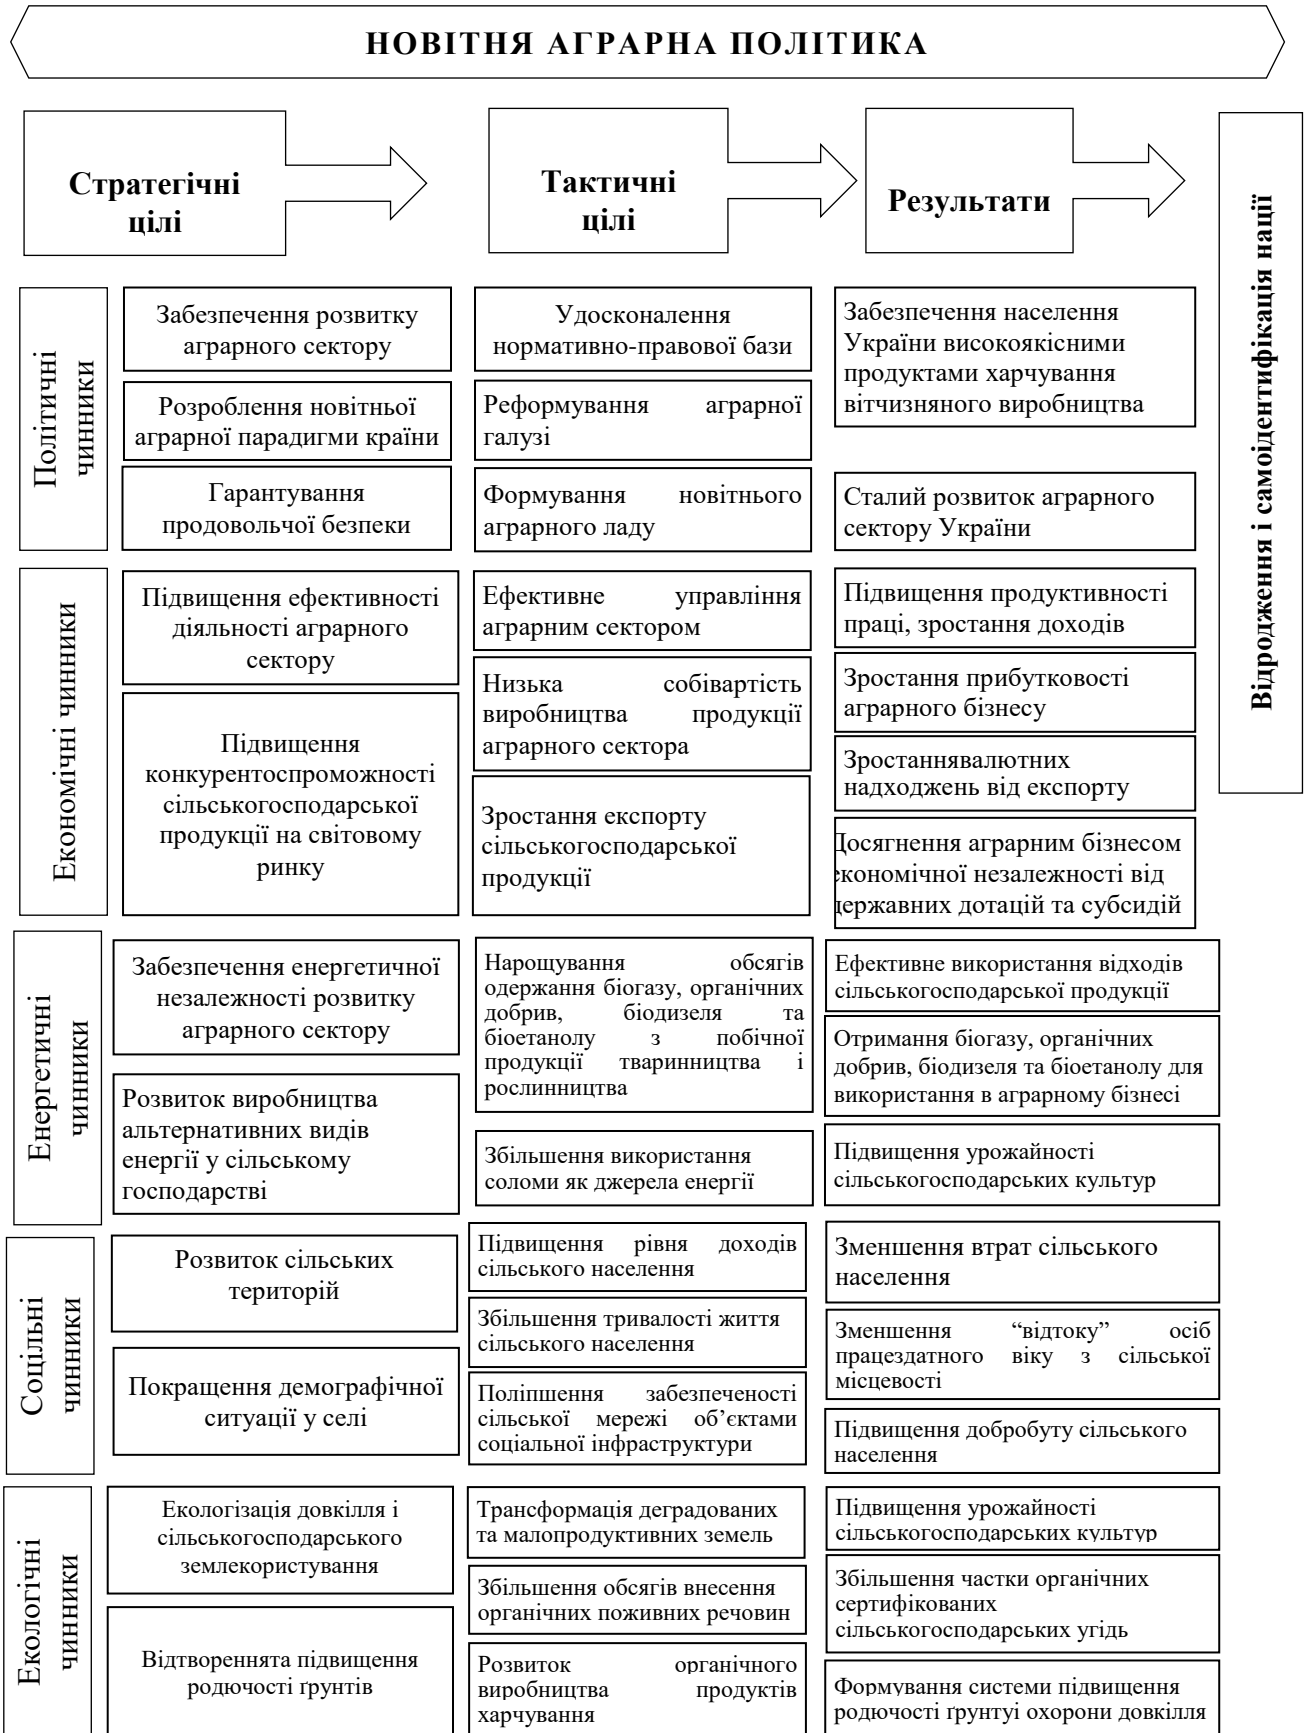 НОВІТНЯ АГРАРНА ПОЛІТИКА
Стратегічні
цілі
Тактичні
цілі
Результати
Відродження і самоідентифікація нації
Політичні
чинники
Забезпечення розвитку
аграрного сектору
Розроблення новітньої
аграрної парадигми країни
Гарантування
продовольчої безпеки
Удосконалення
нормативно-правової бази
Реформування аграрної
галузі
Формування новітнього
аграрного ладу
Забезпечення населення
України високоякісними
продуктами харчування
вітчизняного виробництва
Сталий розвиток аграрного
сектору України
Економічні чинники
Підвищення ефективності
діяльності аграрного
сектору
Підвищення
конкурентоспроможності
сільськогосподарської
продукції на світовому
ринку
Ефективне управління
аграрним сектором
Низька собівартість
виробництва продукції
аграрного сектора
Зростання експорту
сільськогосподарської
продукції
Підвищення продуктивності
праці, зростання доходів
Зростання прибутковості
аграрного бізнесу
Зростаннявалютних
надходжень від експорту
Досягнення аграрним бізнесом
економічної незалежності від
державних дотацій та субсидій
Енергетичні
чинники
Забезпечення енергетичної
незалежності розвитку
аграрного сектору
Розвиток виробництва
альтернативних видів
енергії у сільському
господарстві
Нарощування обсягів
одержання біогазу, органічних
добрив, біодизеля та
біоетанолу з побічної
продукції тваринництва і
рослинництва
Збільшення використання
соломи як джерела енергії
Ефективне використання відходів
сільськогосподарської продукції
Отримання біогазу, органічних
добрив, біодизеля та біоетанолу для
використання в аграрному бізнесі
Підвищення урожайності
сільськогосподарських культур
Соцільні
чинники
Розвиток сільських
територій
Покращення демографічної
ситуації у селі
Підвищення рівня доходів
сільського населення
Збільшення тривалості життя
сільського населення
Поліпшення забезпеченості
сільської мережі об’єктами
соціальної інфраструктури
Зменшення втрат сільського
населення
Зменшення “відтоку” осіб
працездатного віку з сільської
місцевості
Підвищення добробуту сільського
населення
Екологічні
чинники
Екологізація довкілля і
сільськогосподарського
землекористування
Відтвореннята підвищення
родючості ґрунтів
Трансформація деградованих
та малопродуктивних земель
Збільшення обсягів внесення
органічних поживних речовин
Розвиток органічного
виробництва продуктів
харчування
Підвищення урожайності
сільськогосподарських культур
Збільшення частки органічних
сертифікованих
сільськогосподарських угідь
Формування системи підвищення
родючості ґрунтуі охорони довкілля